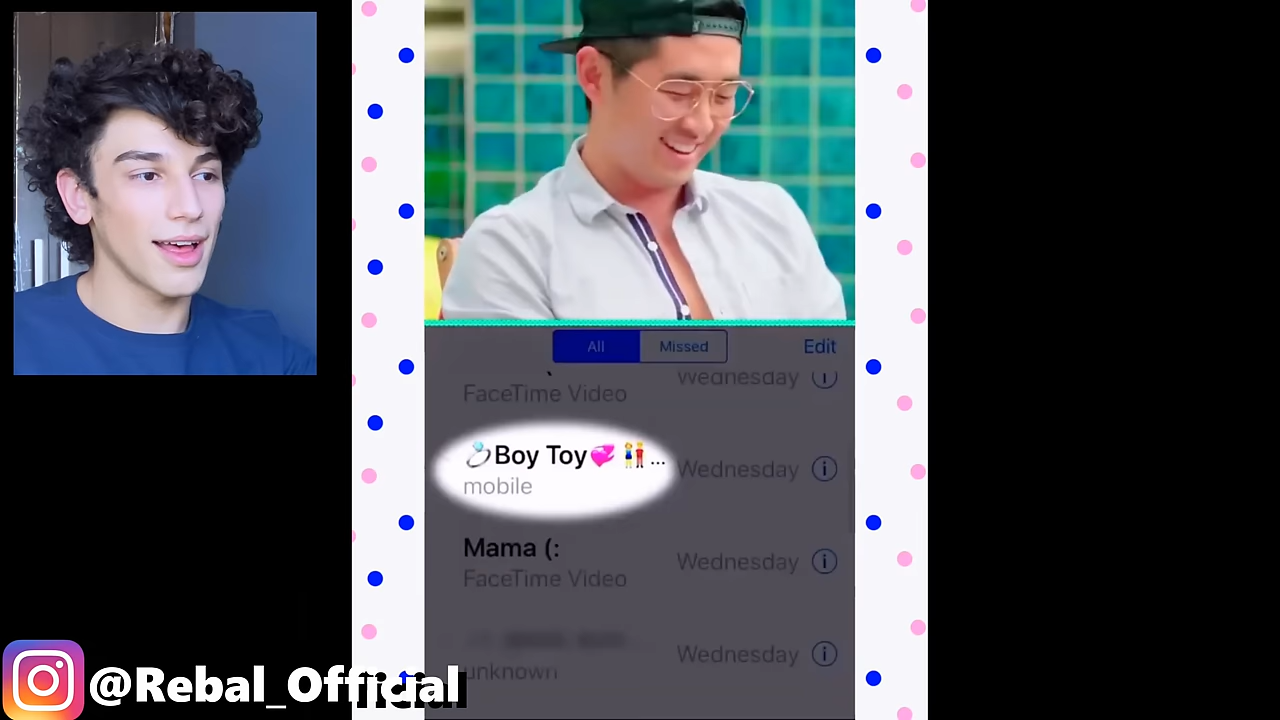 All
Missed
Edit
Wednesday
FaceTime Video
💍Boy Toy💞👫...
Wednesday
mobile
Mama (:
Wednesday
FaceTime Video
Wednesday
unknown
@Rebal_Official